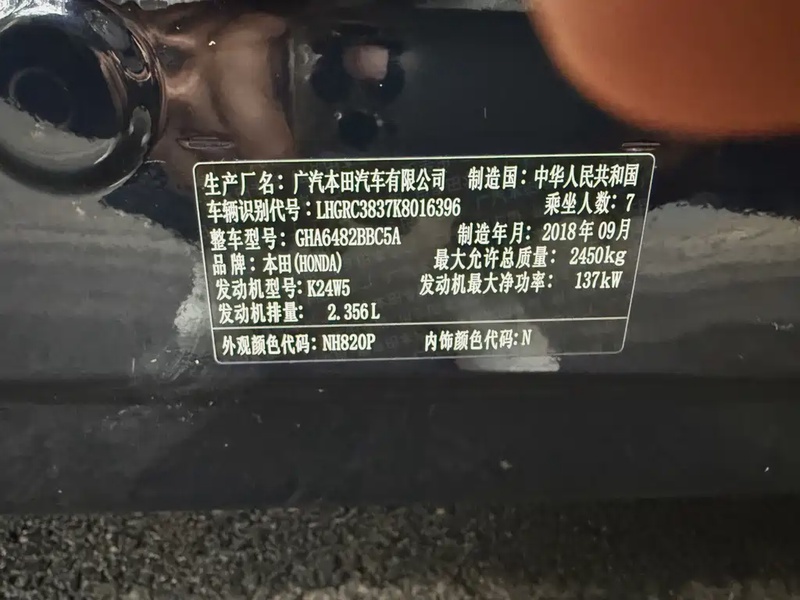 生产厂名：广汽本田汽车有限公司 制造国：中华人民共和国
车辆识别代号：LHGRC3837K8016396 乘坐人数：7
整车型号：GHA6482BBC5A 制造年月：2018年09月
品牌：本田(HONDA) 最大允许总质量：2450kg
发动机型号：K24W5 发动机最大净功率：137kW
发动机排量：2.356L
外观颜色代码：NH820P 内饰颜色代码：N